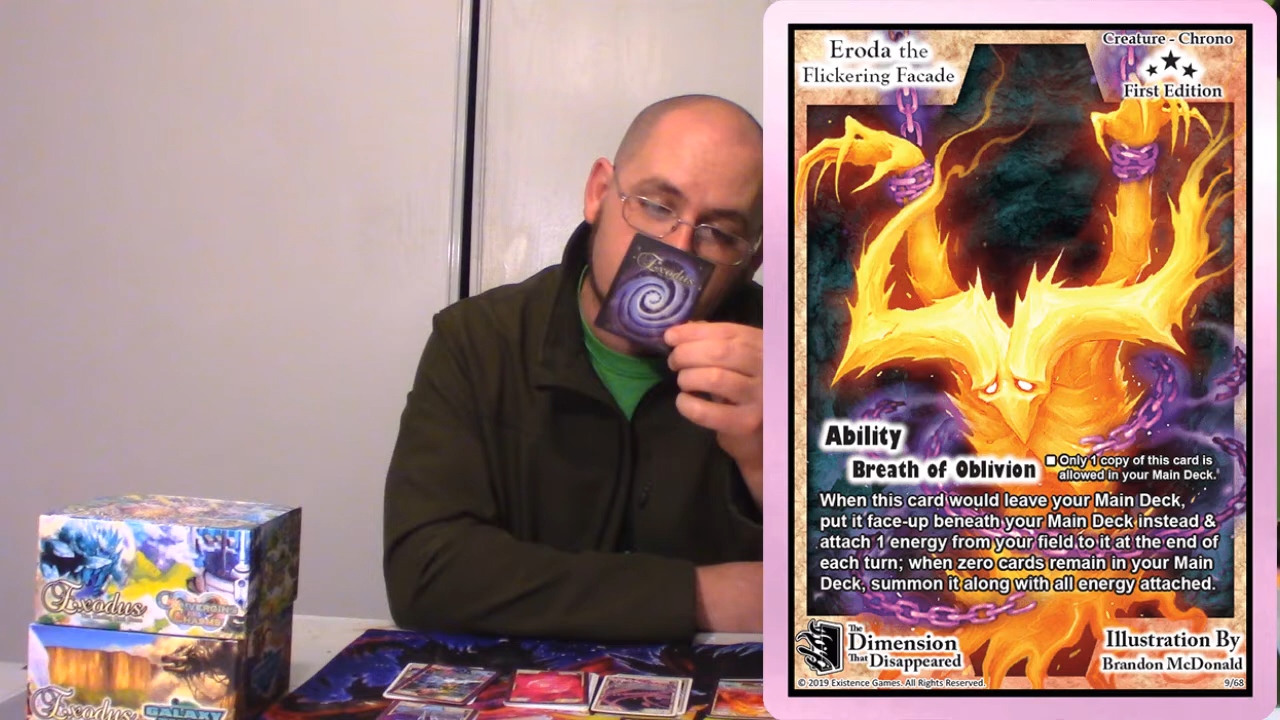 Eroda the
Flickering Facade
Creature - Chrono
First Edition
Ability
Breath of Oblivion
Only 1 copy of this card is
allowed in your Main Deck.
When this card would leave your Main Deck,
put it face-up beneath your Main Deck instead &
attach 1 energy from your field to it at the end of
each turn; when zero cards remain in your Main
Deck, summon it along with all energy attached.
The
Dimension
That Disappeared
© 2019 Existence Games. All Rights Reserved.
Illustration By
Brandon McDonald
9/68
Exodus
Exodus
Converging
Chasms
Exodus
Galaxy